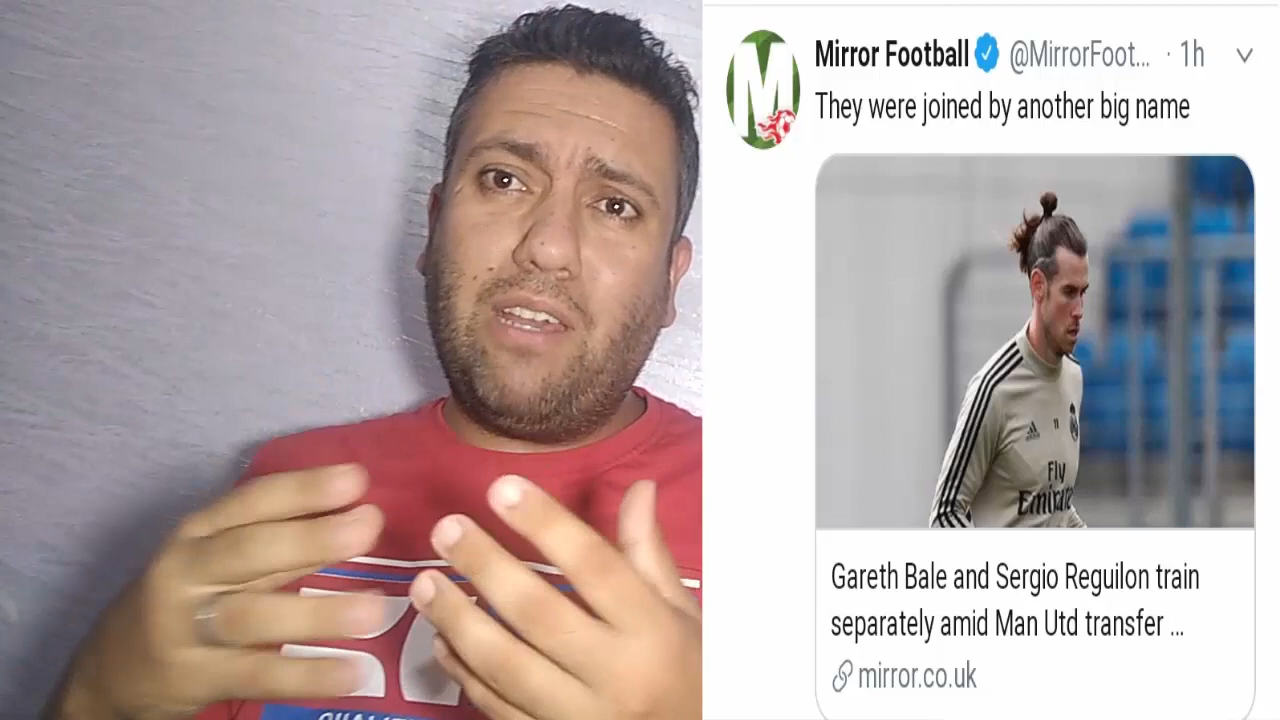 Mirror Football @MirrorFoot... · 1h
They were joined by another big name
Fly
Emirates
Gareth Bale and Sergio Reguilon train
separately amid Man Utd transfer ...
mirror.co.uk